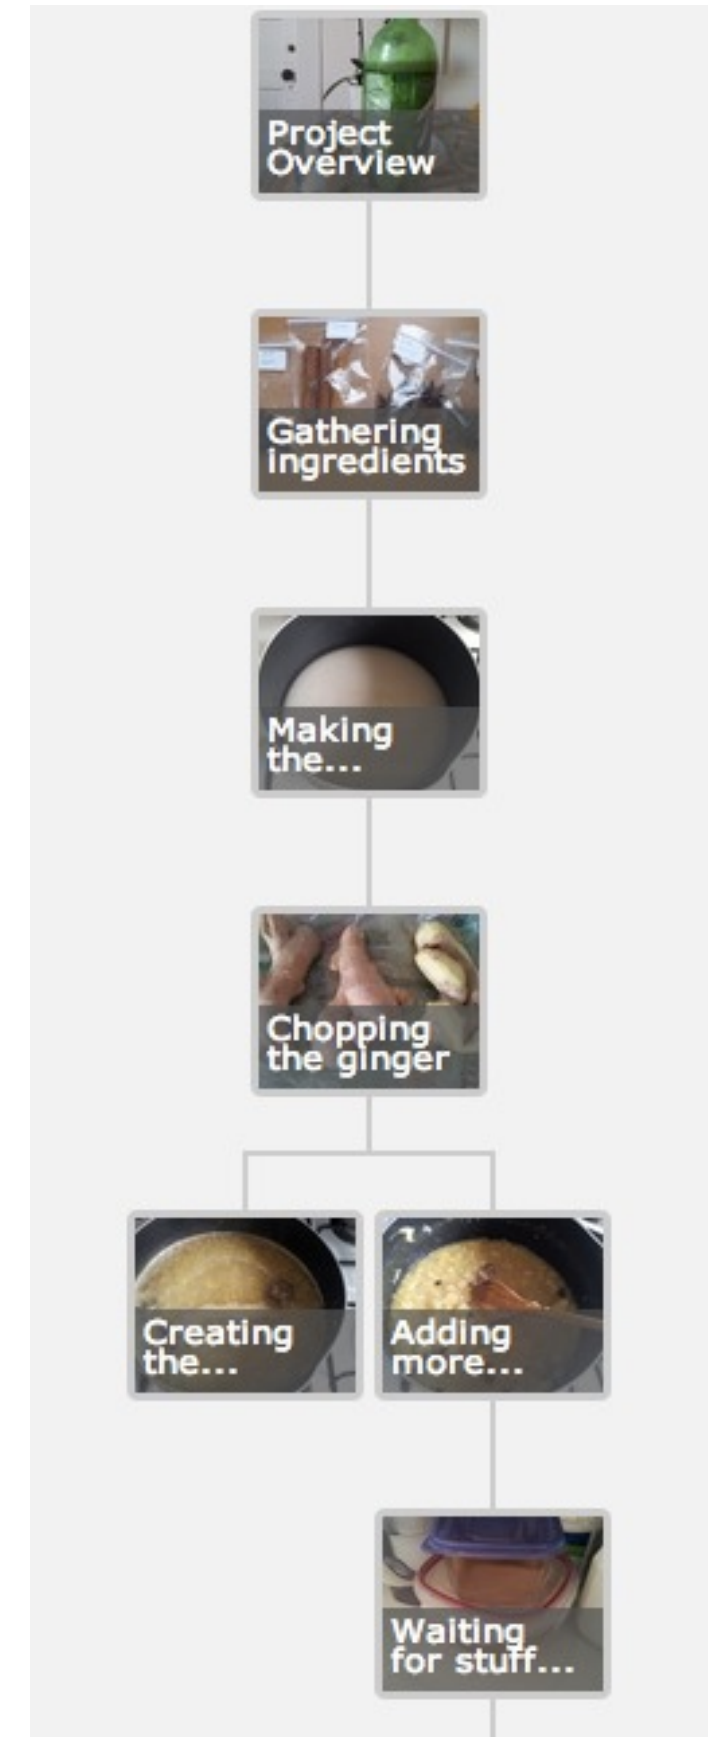 Project
Overview
Gathering
ingredients
Making
the...
Chopping
the ginger
Creating
the...
Adding
more...
Waiting
for stuff...